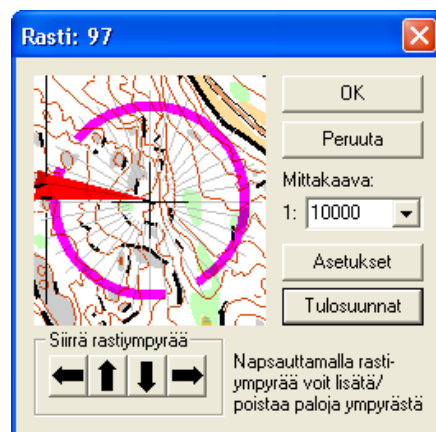 Rasti: 97
OK
Peruuta
Mittakaava:
1: 10000
Asetukset
Tulosuunnat
Siirrä rastiympyrää
Napsauttamalla rasti-
ympyrää voit lisätä/
poistaa paloja ympyrästä